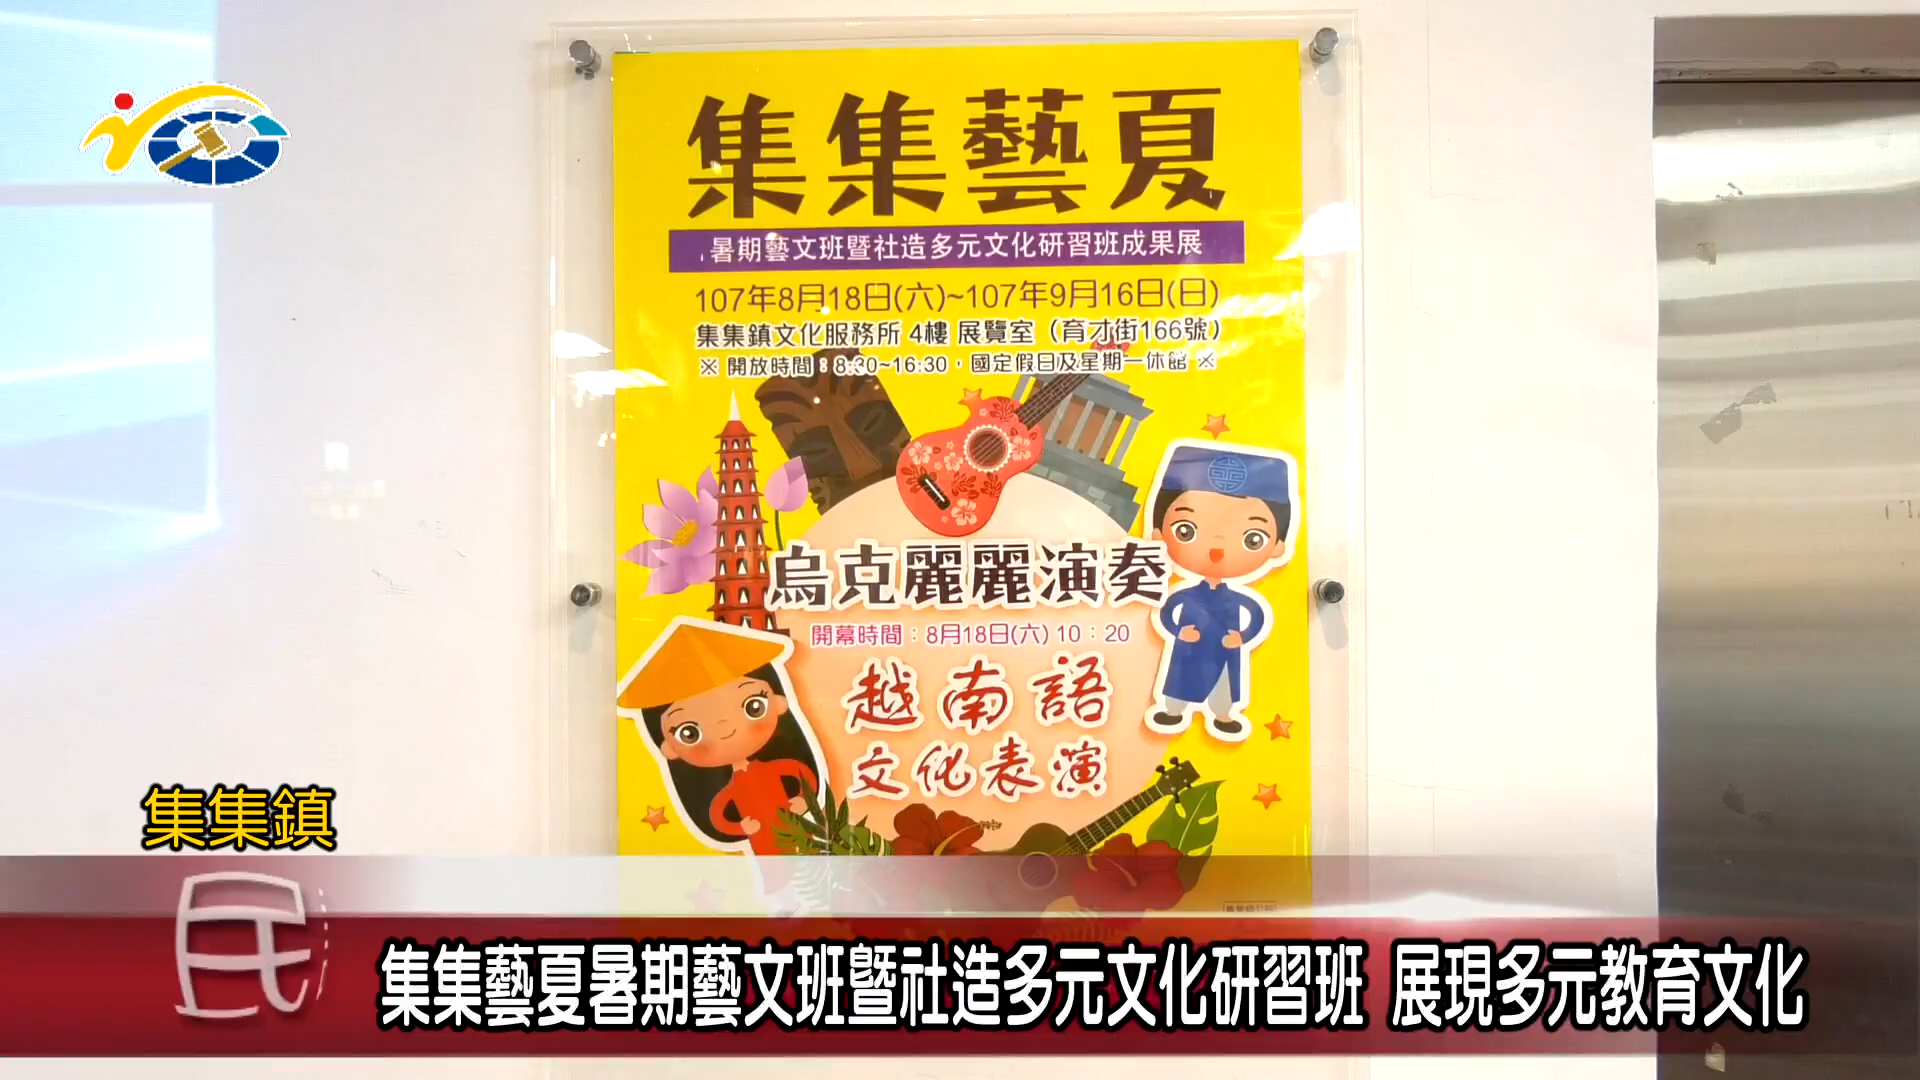 集集藝夏
暑期藝文班暨社造多元文化研習班成果展
107年8月18日(六)~107年9月16日(日)
集集鎮文化服務所 4樓 展覽室（育才街166號）
※ 開放時間：8:30~16:30，國定假日及星期一休館 ※
烏克麗麗演奏
開幕時間：8月18日(六) 10：20
越南語
文化表演
集集鎮
民
集集藝夏暑期藝文班暨社造多元文化研習班 展現多元教育文化